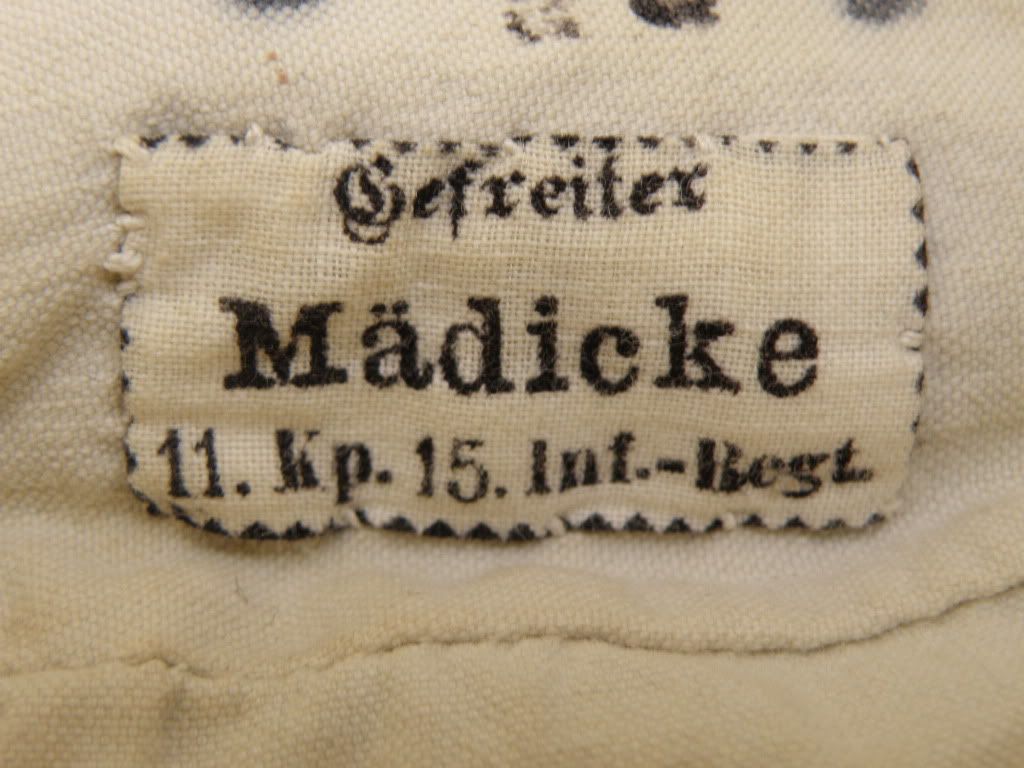 Gefreiter
Mädicke
11. Kp. 15. Inf.-Regt.